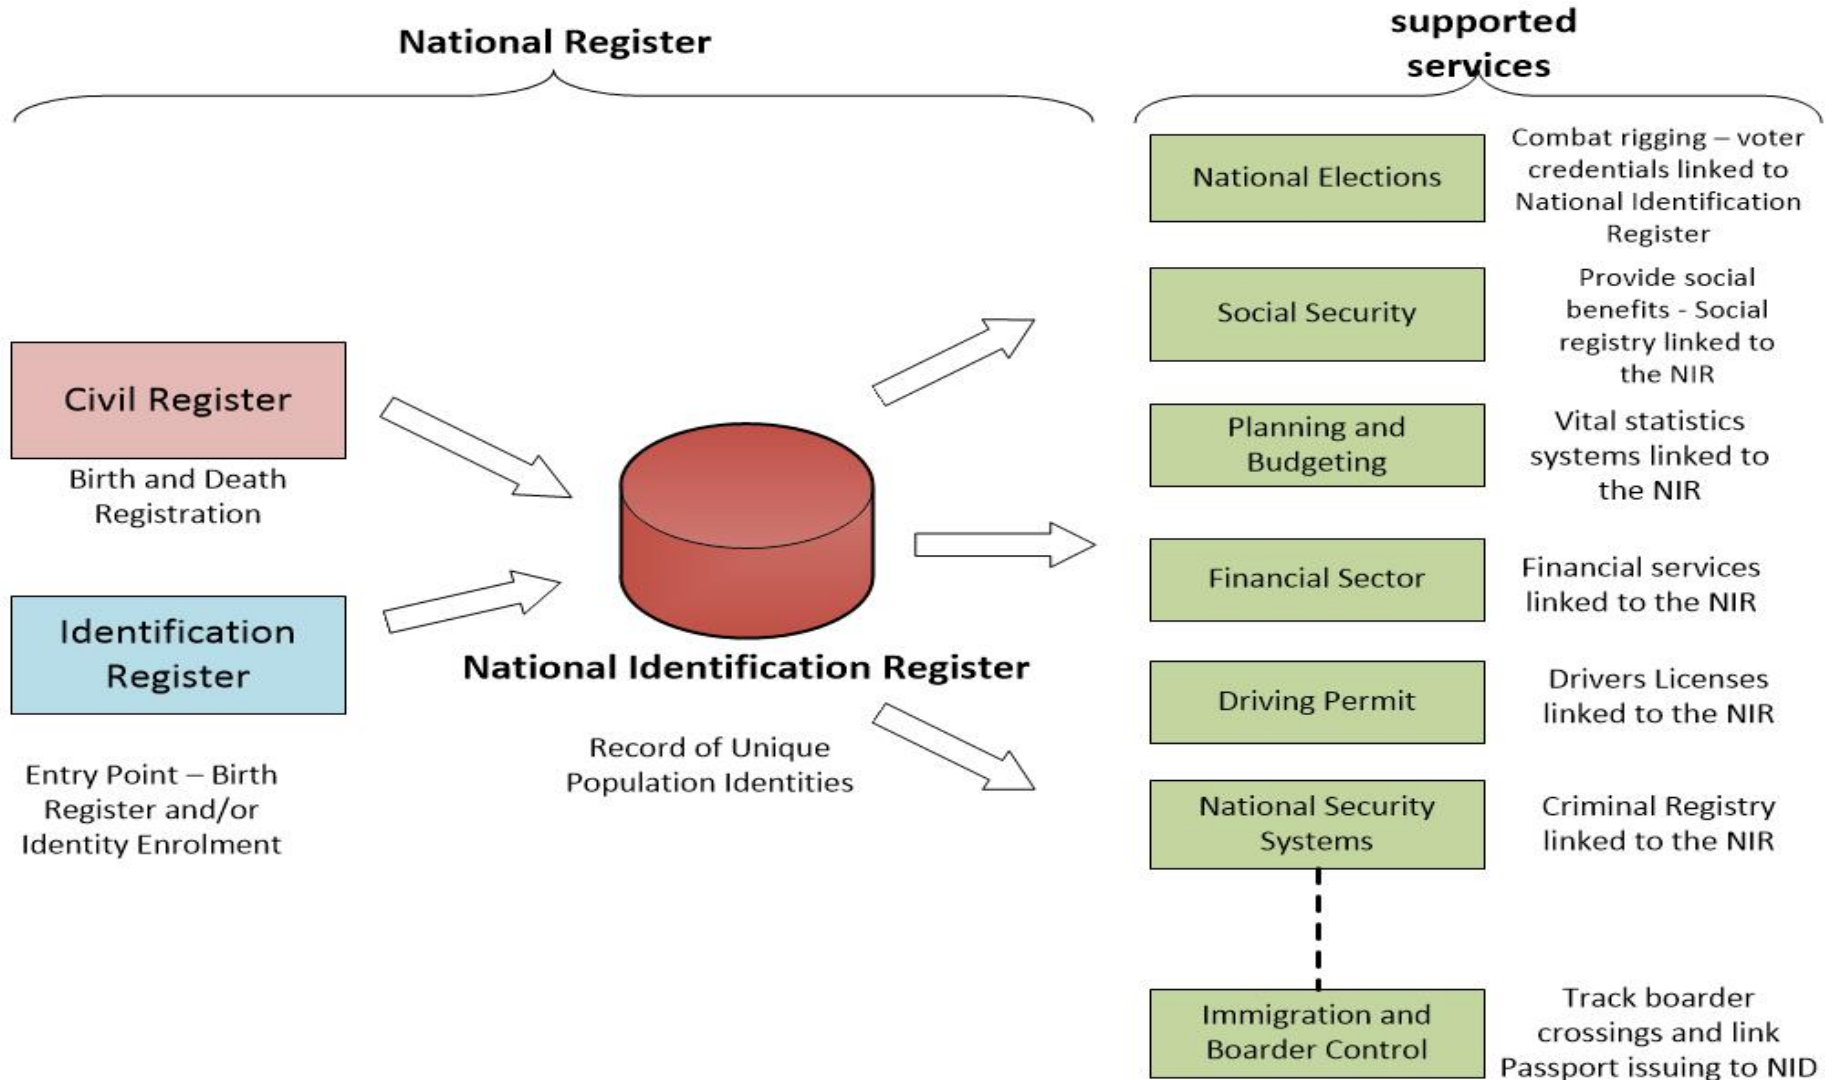 National Register
supported
services
Civil Register
Birth and Death
Registration
Identification
Register
Entry Point – Birth
Register and/or
Identity Enrolment
National Identification Register
Record of Unique
Population Identities
National Elections
Combat rigging – voter
credentials linked to
National Identification
Register
Social Security
Provide social
benefits - Social
registry linked to
the NIR
Planning and
Budgeting
Vital statistics
systems linked to
the NIR
Financial Sector
Financial services
linked to the NIR
Driving Permit
Drivers Licenses
linked to the NIR
National Security
Systems
Criminal Registry
linked to the NIR
Immigration and
Boarder Control
Track boarder
crossings and link
Passport issuing to NID